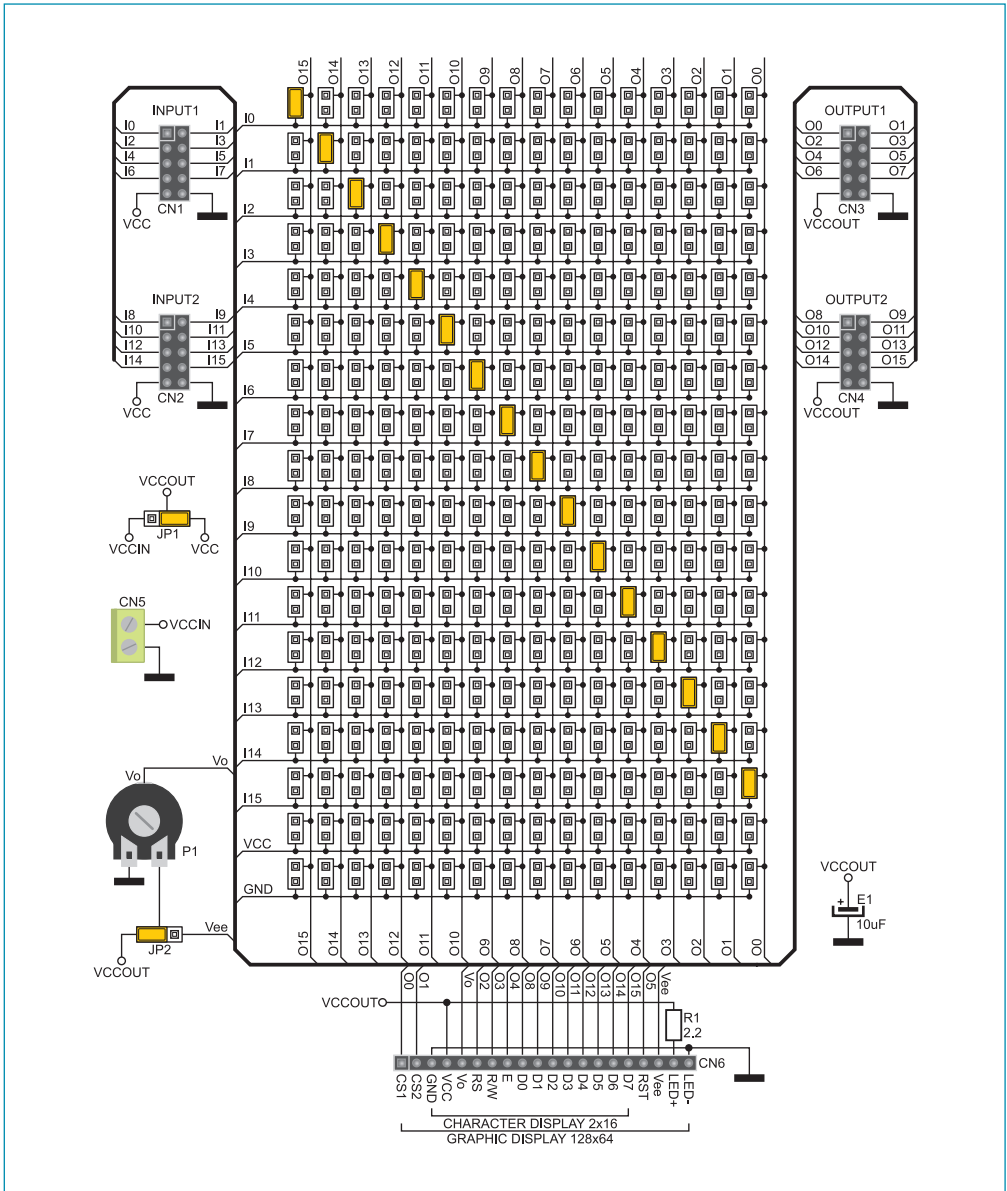 O15 O14 O13 O12 O11 O10 O9 O8 O7 O6 O5 O4 O3 O2 O1 O0
INPUT1
I0 I1
I2 I3
I4 I5
I6 I7
CN1
VCC
INPUT2
I8 I9
I10 I11
I12 I13
I14 I15
CN2
VCC
OUTPUT1
O0 O1
O2 O3
O4 O5
O6 O7
CN3
VCCOUT
OUTPUT2
O8 O9
O10 O11
O12 O13
O14 O15
CN4
VCCOUT
I0
I1
I2
I3
I4
I5
I6
I7
I8
I9
I10
I11
I12
I13
I14
I15
VCC
GND
VCCOUT
JP1
VCCIN VCC
CN5
VCCIN
Vo Vo
P1
Vee
JP2
VCCOUT
VCCOUT
+ E1
10uF
O15 O14 O13 O12 O11 O10 O9 O8 O7 O6 O5 O4 O3 O2 O1 O0
O0 O1 Vo O2 O3 O4 O8 O9 O10 O11 O12 O13 O14 O15 O5 Vee
VCCOUT
R1
2.2
CN6
CS1 CS2 GND VCC Vo RS R/W E D0 D1 D2 D3 D4 D5 D6 D7 RST Vee LED+ LED-
CHARACTER DISPLAY 2x16
GRAPHIC DISPLAY 128x64